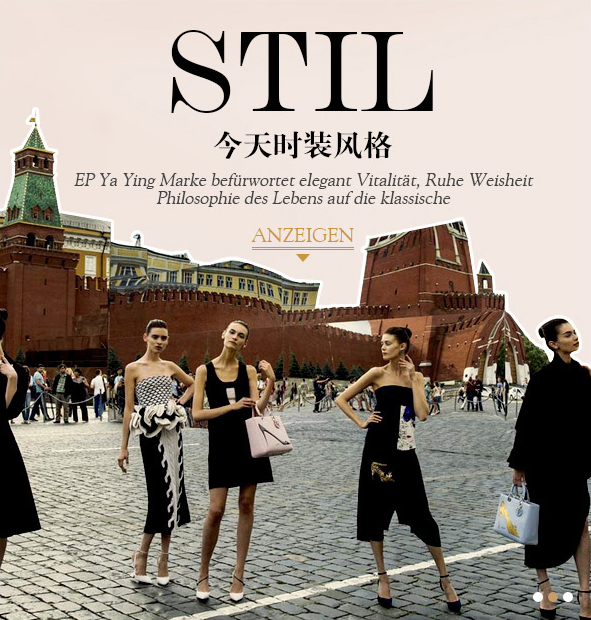 STIL
今天时装风格
EP Ya Ying Marke befürwortet elegant Vitalität, Ruhe Weisheit
Philosophie des Lebens auf die klassische
ANZEIGEN